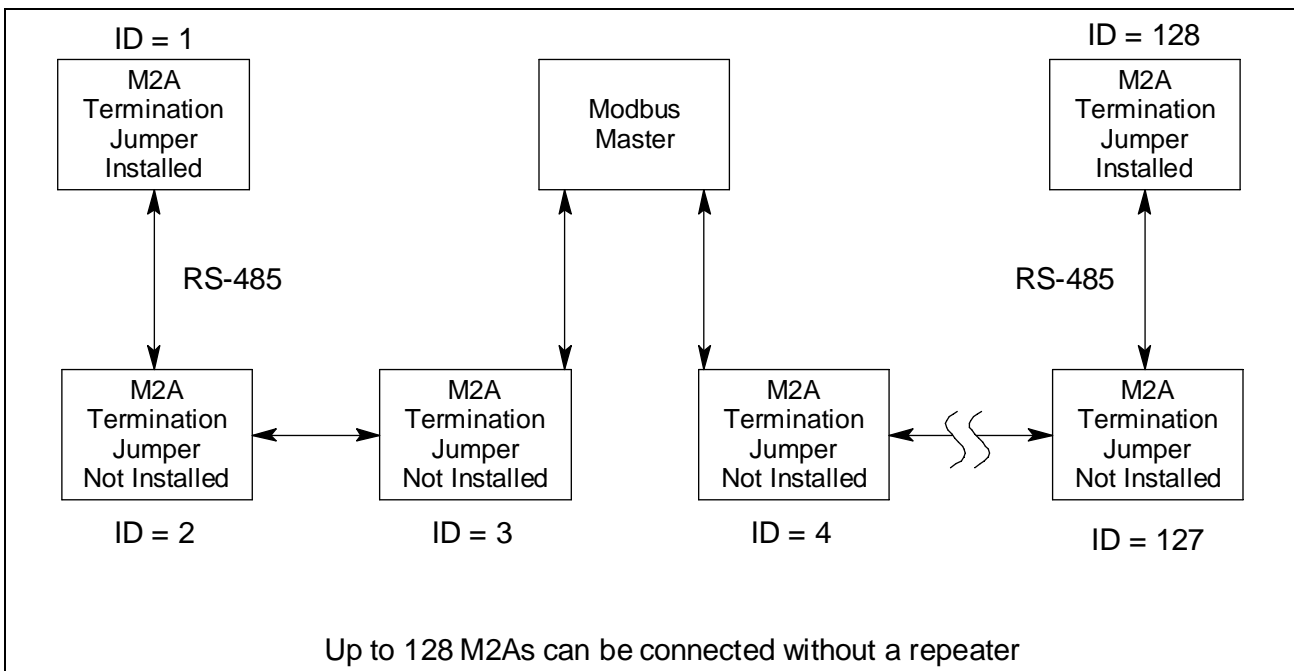 ID = 1
M2A
Termination
Jumper
Installed
Modbus
Master
ID = 128
M2A
Termination
Jumper
Installed
RS-485
RS-485
M2A
Termination
Jumper
Not Installed
ID = 2
M2A
Termination
Jumper
Not Installed
ID = 3
M2A
Termination
Jumper
Not Installed
ID = 4
M2A
Termination
Jumper
Not Installed
ID = 127
Up to 128 M2As can be connected without a repeater